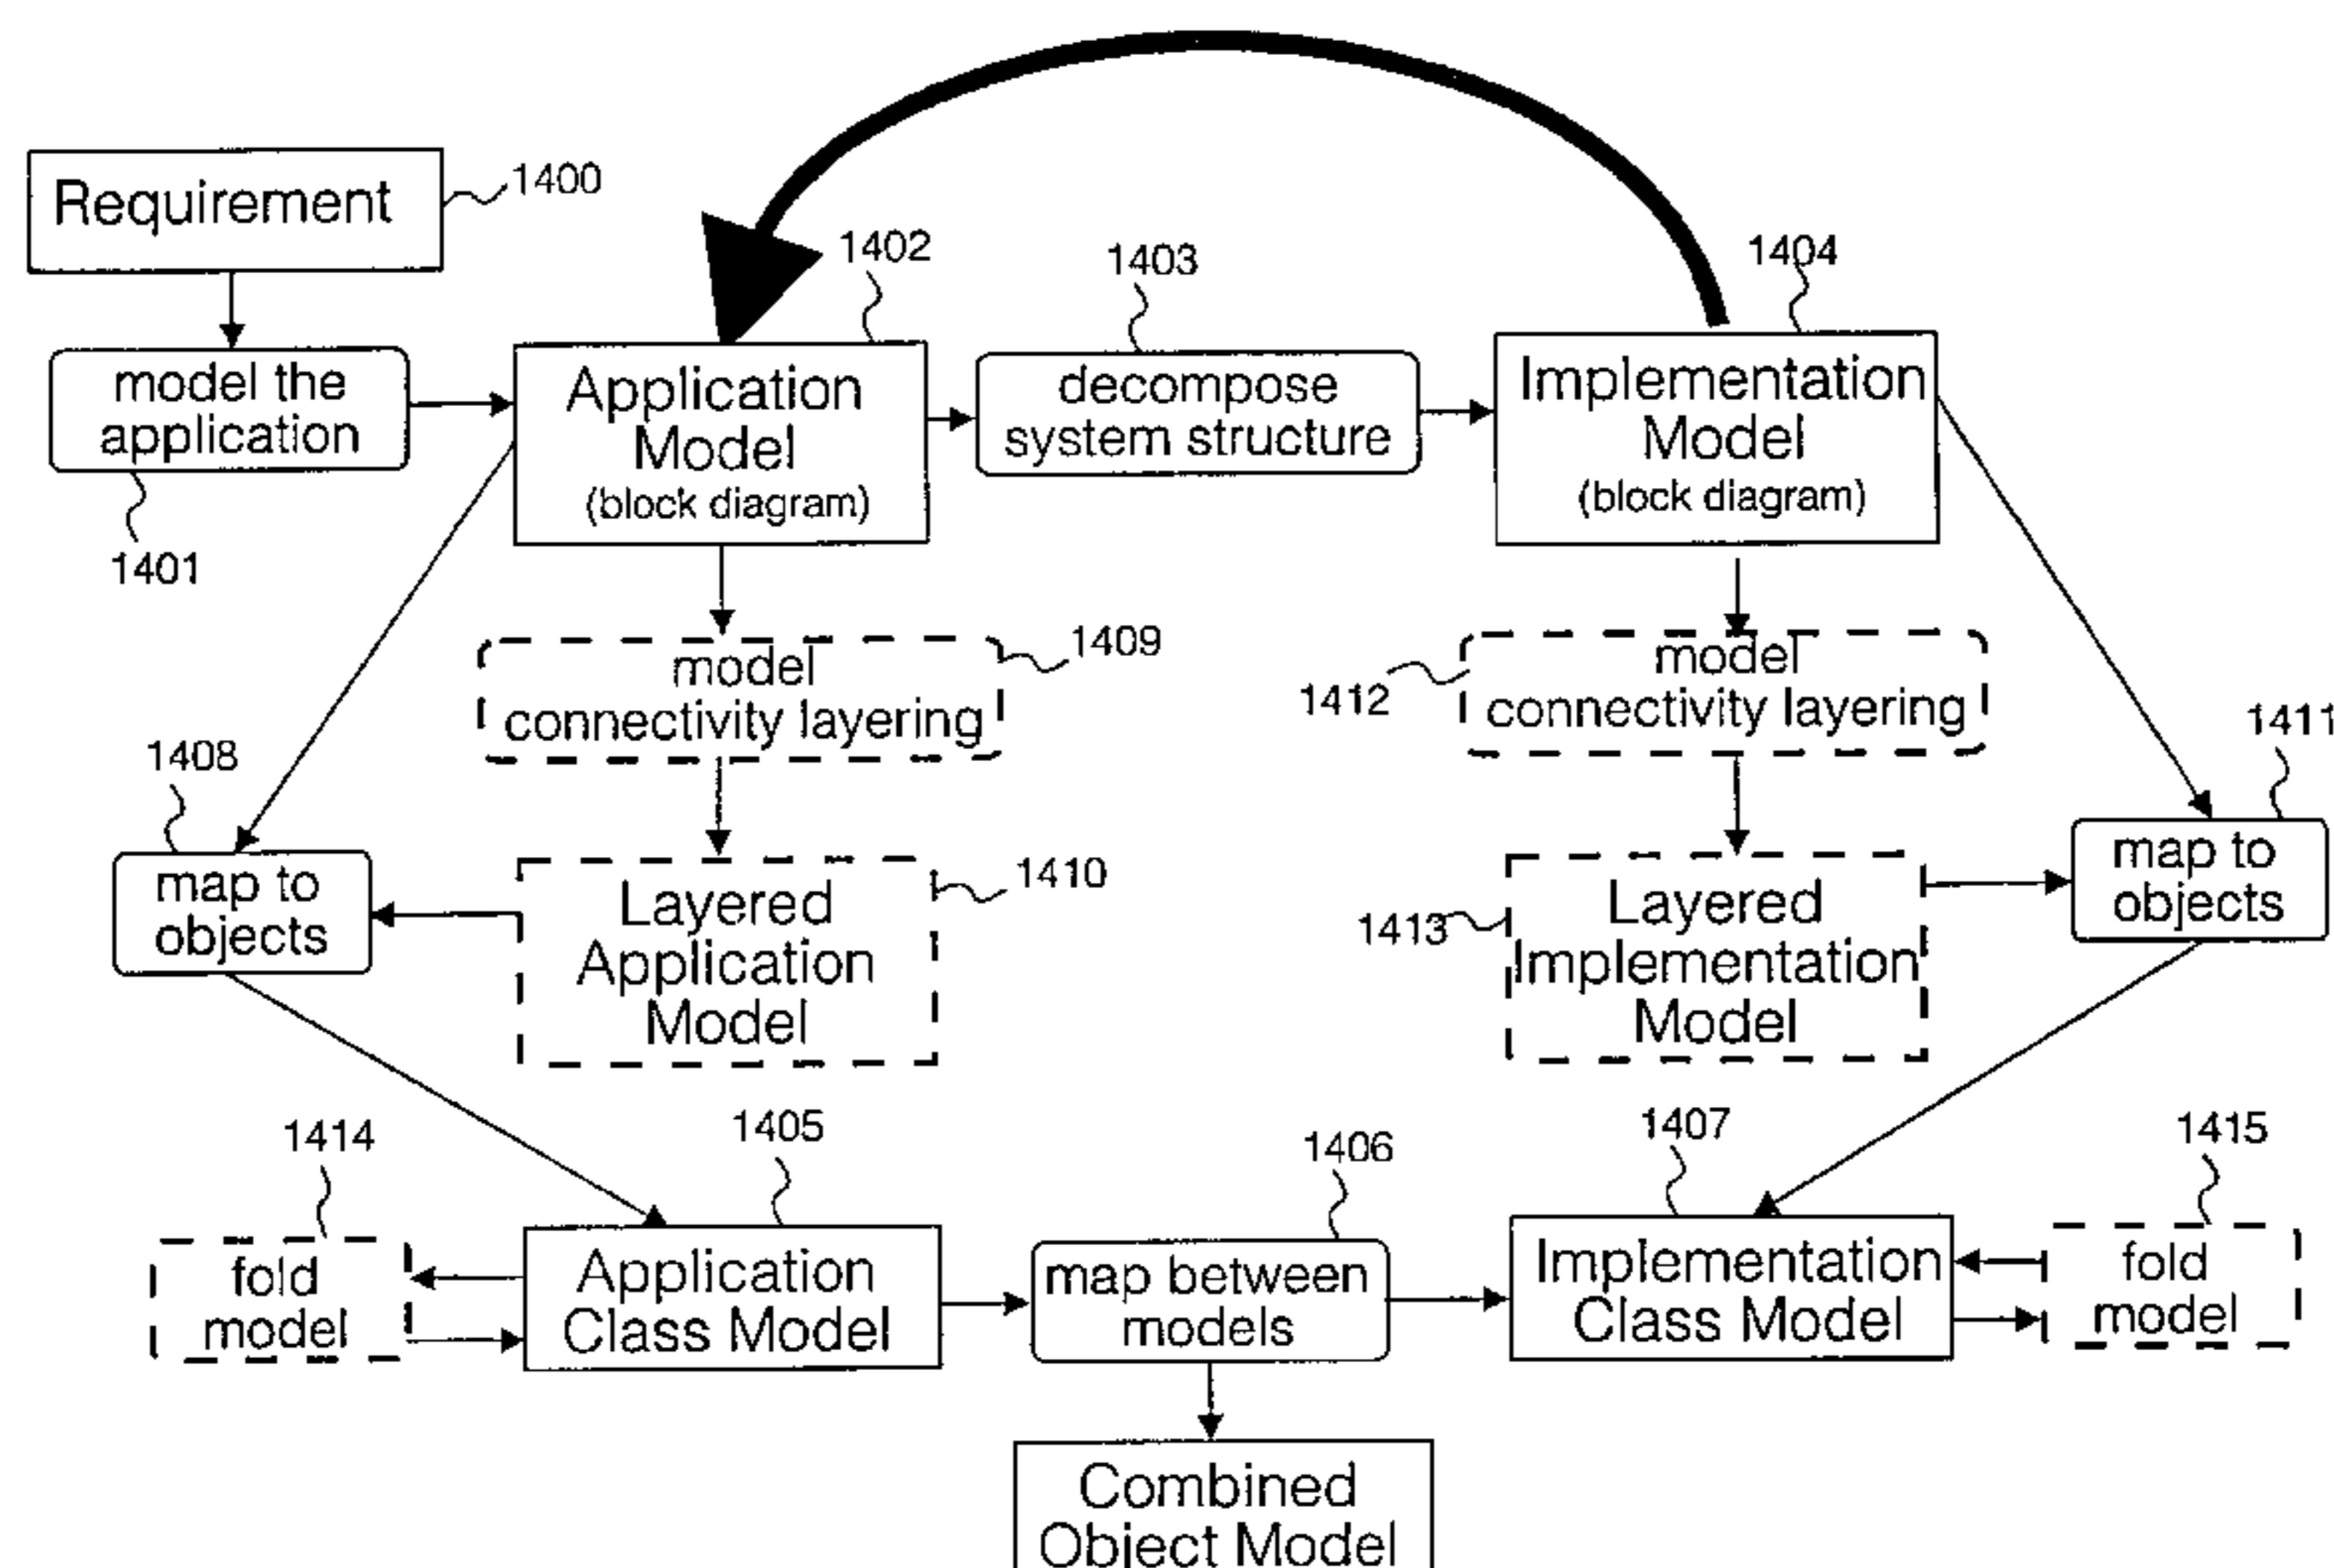 Requirement
1400
1402
1403
1404
model the
application
1401
Application
Model
(block diagram)
decompose
system structure
Implementation
Model
(block diagram)
model
connectivity layering
1409
model
connectivity layering
1412
1411
1408
map to
objects
Layered
Application
Model
1410
Layered
Implementation
Model
1413
map to
objects
1414
1405
1406
1407
1415
fold
model
Application
Class Model
map between
models
Implementation
Class Model
fold
model
Combined
Object Model